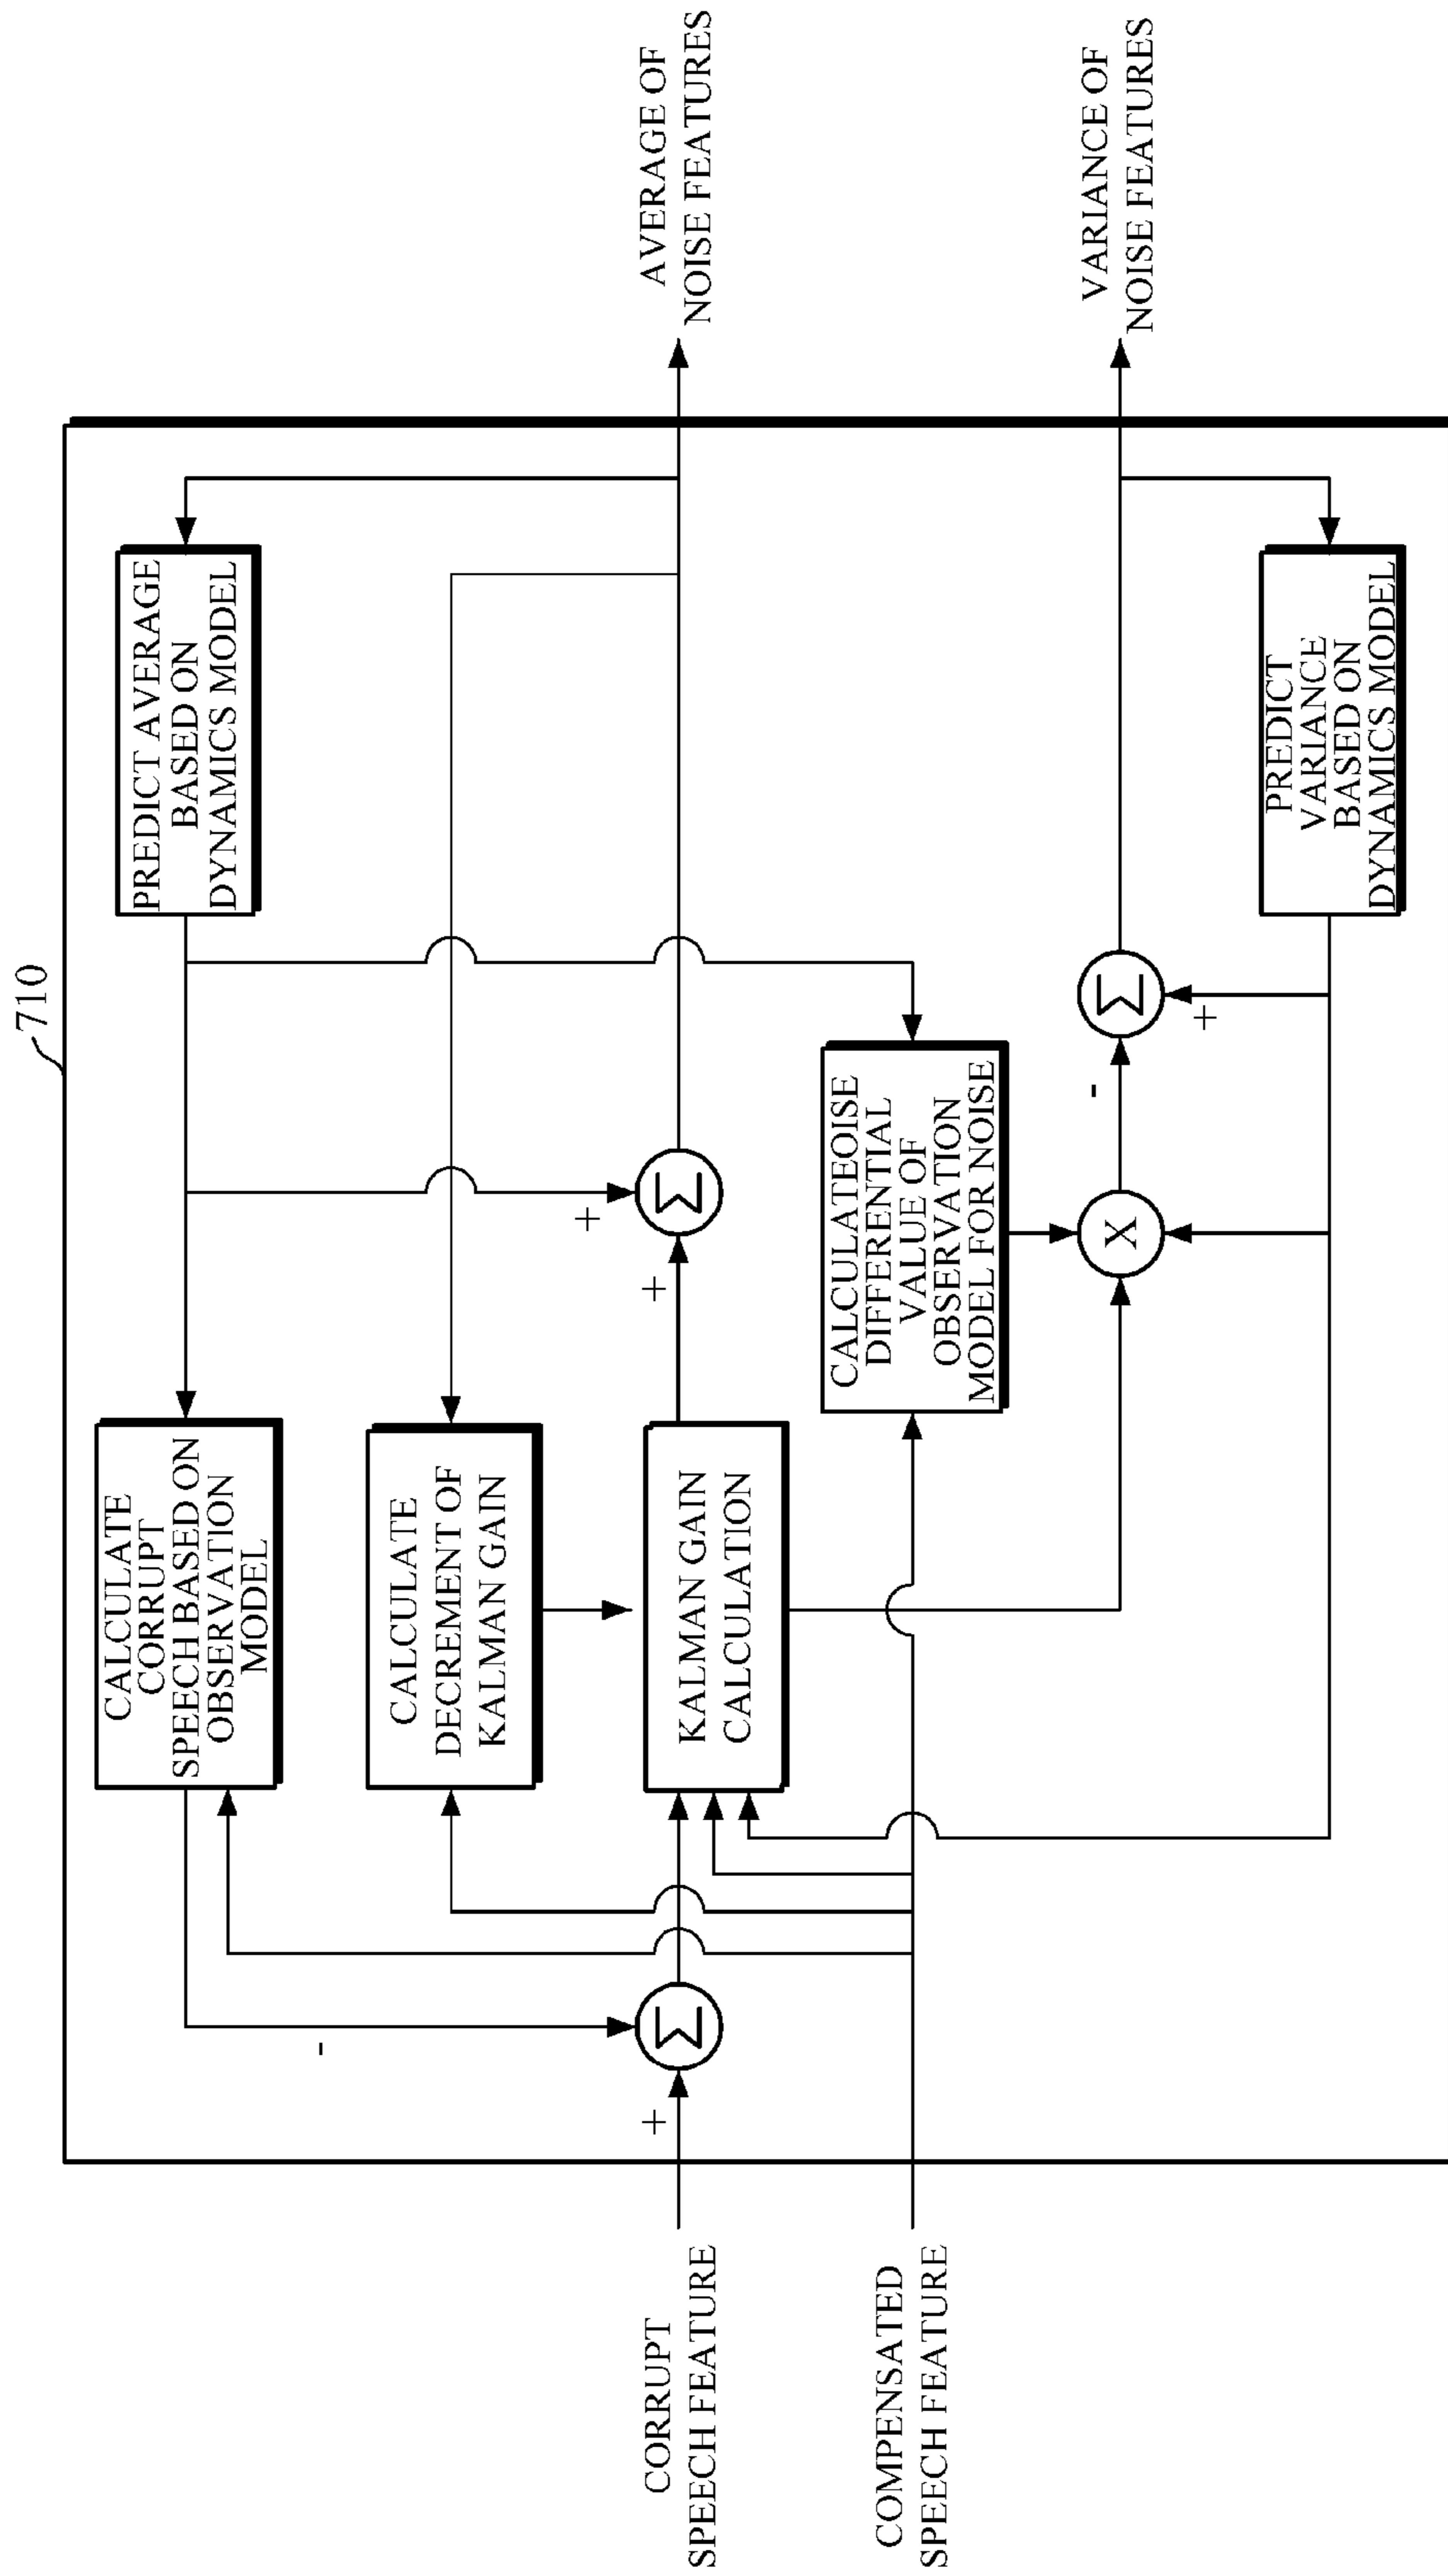 710
CALCULATE
CORRUPT
SPEECH BASED ON
OBSERVATION
MODEL
PREDICT AVERAGE
BASED ON
DYNAMICS MODEL
-
CALCULATE
DECREMENT OF
KALMAN GAIN
CORRUPT
SPEECH FEATURE
+
Σ
KALMAN GAIN
CALCULATION
+
+
Σ
AVERAGE OF
NOISE FEATURES
COMPENSATED
SPEECH FEATURE
CALCULATEOISE
DIFFERENTIAL
VALUE OF
OBSERVATION
MODEL FOR NOISE
X
-
Σ
+
VARIANCE OF
NOISE FEATURES
PREDICT
VARIANCE
BASED ON
DYNAMICS MODEL